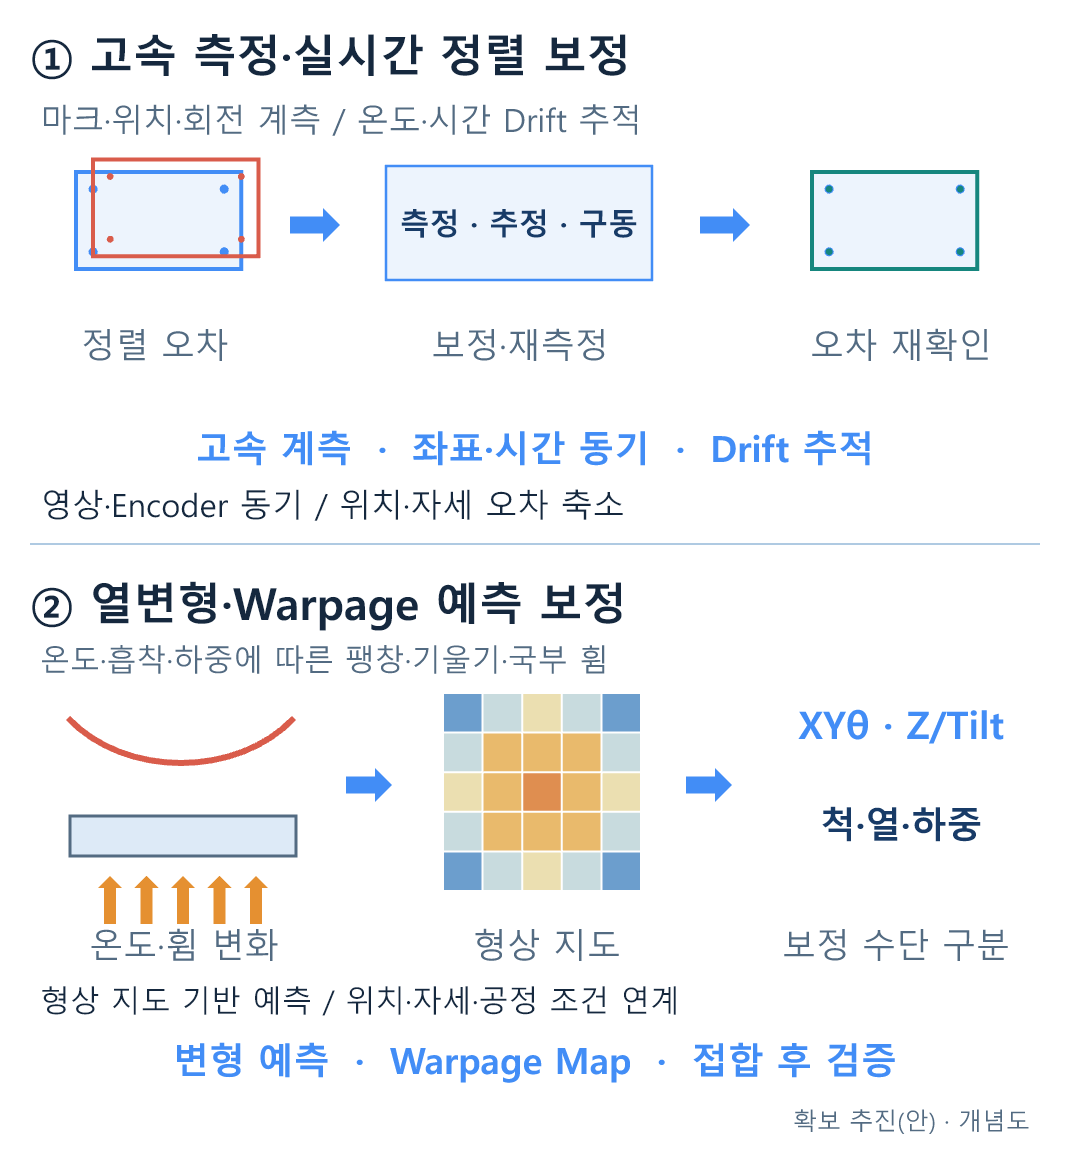 ① 고속 측정·실시간 정렬 보정
마크·위치·회전 계측 / 온도·시간 Drift 추적
측정 · 추정 · 구동
정렬 오차
보정·재측정
오차 재확인
고속 계측 · 좌표·시간 동기 · Drift 추적
영상·Encoder 동기 / 위치·자세 오차 축소
② 열변형·Warpage 예측 보정
온도·흡착·하중에 따른 팽창·기울기·국부 휨
XYθ · Z/Tilt
척·열·하중
온도·휨 변화
형상 지도
보정 수단 구분
형상 지도 기반 예측 / 위치·자세·공정 조건 연계
변형 예측 · Warpage Map · 접합 후 검증
확보 추진(안) · 개념도